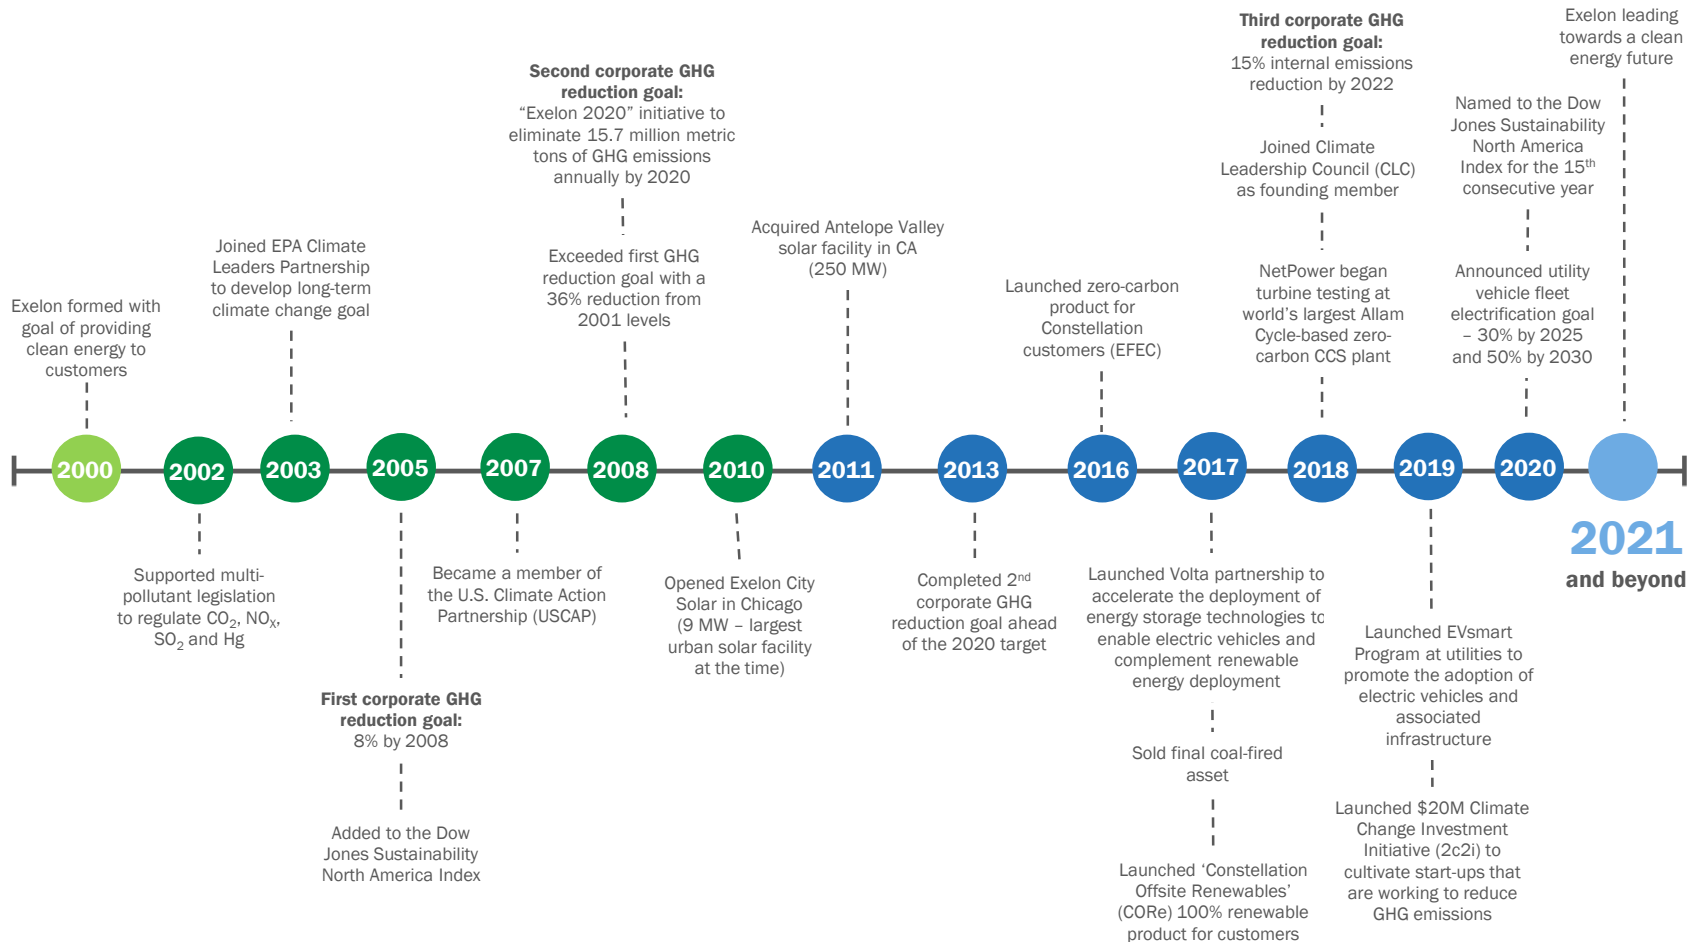 Exelon formed with
goal of providing
clean energy to
customers
Joined EPA Climate
Leaders Partnership
to develop long-term
climate change goal
Second corporate GHG
reduction goal:
“Exelon 2020” initiative to
eliminate 15.7 million metric
tons of GHG emissions
annually by 2020
Exceeded first GHG
reduction goal with a
36% reduction from
2001 levels
Acquired Antelope Valley
solar facility in CA
(250 MW)
Launched zero-carbon
product for
Constellation
customers (EFEC)
Third corporate GHG
reduction goal:
15% internal emissions
reduction by 2022
Joined Climate
Leadership Council (CLC)
as founding member
NetPower began
turbine testing at
world’s largest Allam
Cycle-based zero-
carbon CCS plant
Named to the Dow
Jones Sustainability
North America
Index for the 15th
consecutive year
Announced utility
vehicle fleet
electrification goal
– 30% by 2025
and 50% by 2030
Exelon leading
towards a clean
energy future
2000
2002
2003
2005
2007
2008
2010
2011
2013
2016
2017
2018
2019
2020
2021
and beyond
Supported multi-
pollutant legislation
to regulate CO2, NOX,
SO2 and Hg
First corporate GHG
reduction goal:
8% by 2008
Added to the Dow
Jones Sustainability
North America Index
Became a member of
the U.S. Climate Action
Partnership (USCAP)
Opened Exelon City
Solar in Chicago
(9 MW – largest
urban solar facility
at the time)
Completed 2nd
corporate GHG
reduction goal ahead
of the 2020 target
Launched Volta partnership to
accelerate the deployment of
energy storage technologies to
enable electric vehicles and
complement renewable
energy deployment
Sold final coal-fired
asset
Launched ‘Constellation
Offsite Renewables’
(CORe) 100% renewable
product for customers
Launched EVsmart
Program at utilities to
promote the adoption of
electric vehicles and
associated
infrastructure
Launched $20M Climate
Change Investment
Initiative (2c2i) to
cultivate start-ups that
are working to reduce
GHG emissions